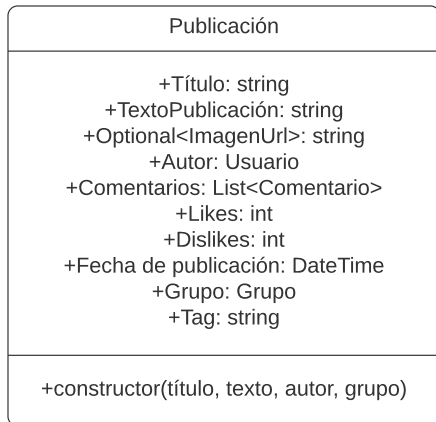 Publicación
+Título: string
+TextoPublicación: string
+Optional<ImagenUrl>: string
+Autor: Usuario
+Comentarios: List<Comentario>
+Likes: int
+Dislikes: int
+Fecha de publicación: DateTime
+Grupo: Grupo
+Tag: string
+constructor(título, texto, autor, grupo)